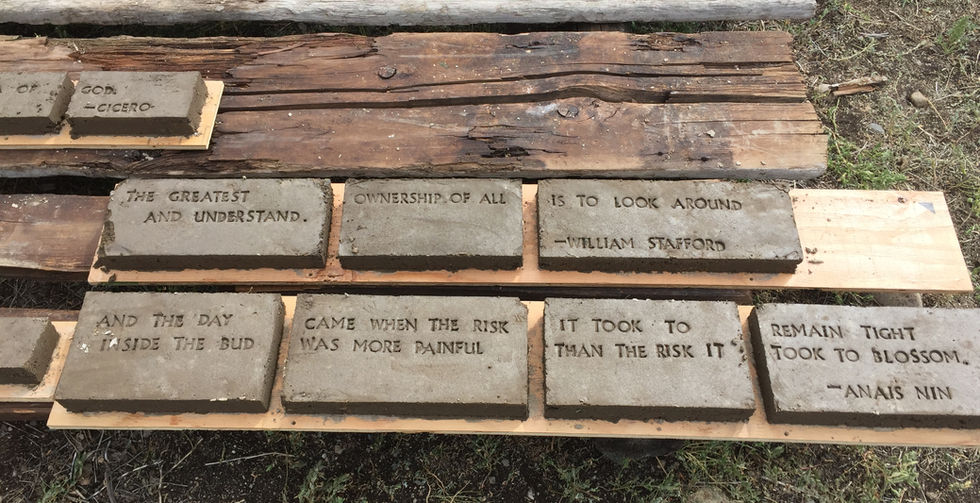 OF GOD.
—CICERO
THE GREATEST OWNERSHIP OF ALL IS TO LOOK AROUND
AND UNDERSTAND.
—WILLIAM STAFFORD
AND THE DAY CAME WHEN THE RISK IT TOOK TO REMAIN TIGHT
INSIDE THE BUD WAS MORE PAINFUL THAN THE RISK IT TOOK TO BLOSSOM.
—ANAIS NIN